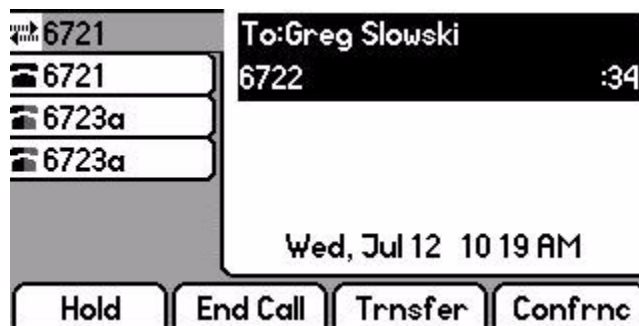 6721
6721
6723a
6723a
To:Greg Slowski
6722 :34
Wed, Jul 12 10 19 AM
Hold End Call Trnsfer Confrnc